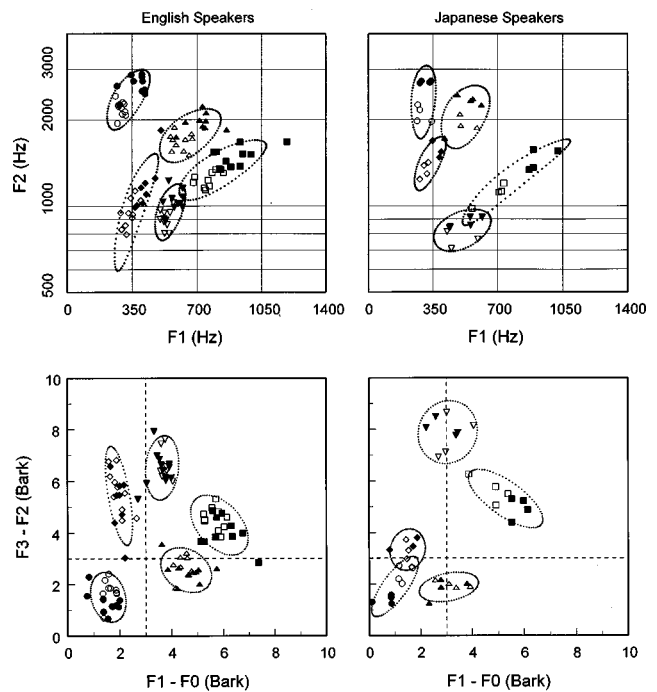 English Speakers
Japanese Speakers
F2 (Hz)
3000
2000
1000
500
0 350 700 1050 1400
0 350 700 1050 1400
F1 (Hz)
F1 (Hz)
F3 - F2 (Bark)
10
8
6
4
2
0
0 2 4 6 8 10
0 2 4 6 8 10
F1 - F0 (Bark)
F1 - F0 (Bark)